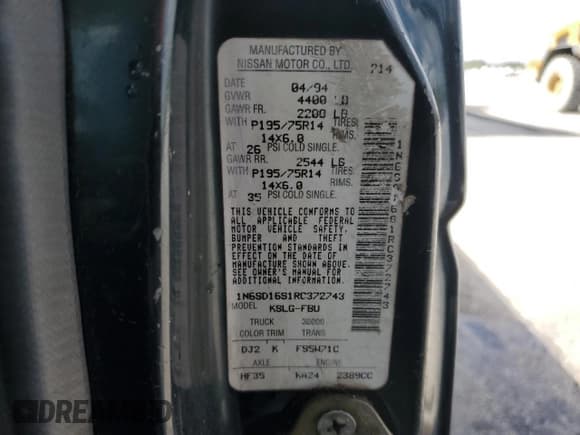 MANUFACTURED BY
NISSAN MOTOR CO., LTD. 714
DATE 04/94
GVWR 4400 LB
GAWR FR. 2200 LB
WITH P195/75R14 TIRES
14X6.0 RIMS.
AT 26 PSI COLD SINGLE.
GAWR RR. 2544 LB
WITH P195/75R14 TIRES
14X6.0 RIMS.
AT 35 PSI COLD SINGLE.
THIS VEHICLE CONFORMS TO
ALL APPLICABLE FEDERAL
MOTOR VEHICLE SAFETY,
BUMPER AND THEFT
PREVENTION STANDARDS
IN EFFECT ON THE DATE OF
MANUFACTURE SHOWN ABOVE.
SEE OWNER'S MANUAL FOR
ADDITIONAL INFORMATION.
1N6SD16S1RC372743
MODEL KSLG-FBU
TRUCK 30000
COLOR TRIM TRANS
DJ2 K FS5W71C
AXLE ENGINE
HF35 KA24 2389CC
1N6SD16S1RC372743
DREAMBID